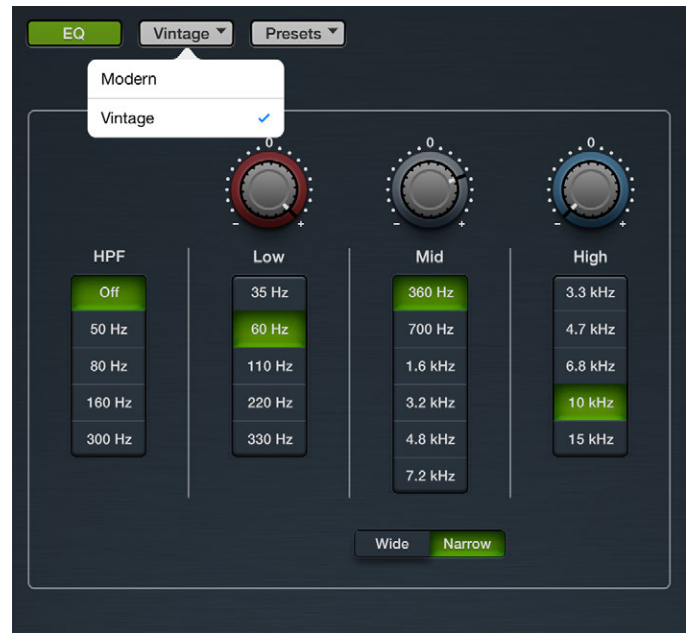 EQ Vintage Presets
Modern
Vintage
0 0 0
- + - + - +
HPF Low Mid High
Off 35 Hz 360 Hz 3.3 kHz
50 Hz 60 Hz 700 Hz 4.7 kHz
80 Hz 110 Hz 1.6 kHz 6.8 kHz
160 Hz 220 Hz 3.2 kHz 10 kHz
300 Hz 330 Hz 4.8 kHz 15 kHz
7.2 kHz
Wide Narrow